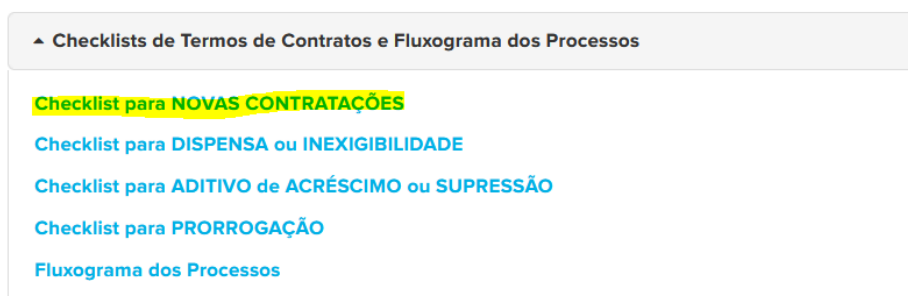 Checklists de Termos de Contratos e Fluxograma dos Processos
Checklist para NOVAS CONTRATAÇÕES
Checklist para DISPENSA ou INEXIGIBILIDADE
Checklist para ADITIVO de ACRÉSCIMO ou SUPRESSÃO
Checklist para PRORROGAÇÃO
Fluxograma dos Processos